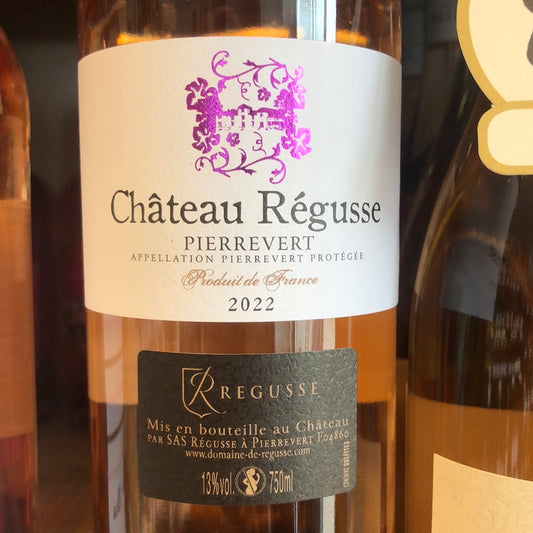 Château Régusse
PIERREVERT
APPELLATION PIERREVERT PROTÉGÉE
Produit de France
2022
R REGUSSE
Mis en bouteille au Château
PAR SAS RÉGUSSE À PIERREVERT F04860
www.domaine-de-regusse.com
13%vol. 750ml